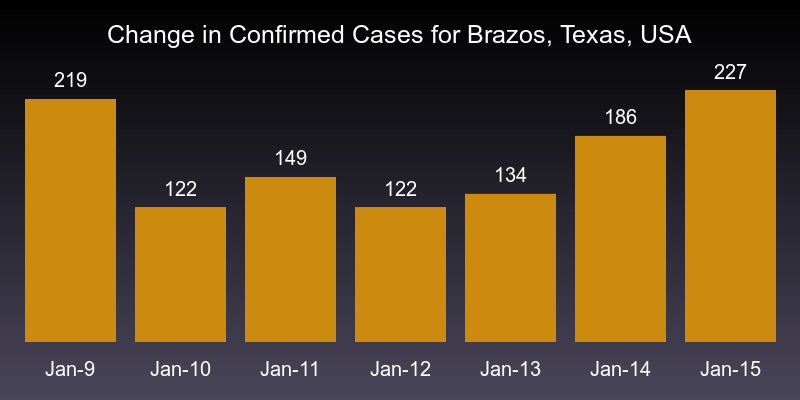 Change in Confirmed Cases for Brazos, Texas, USA
219
122
149
122
134
186
227
Jan-9
Jan-10
Jan-11
Jan-12
Jan-13
Jan-14
Jan-15